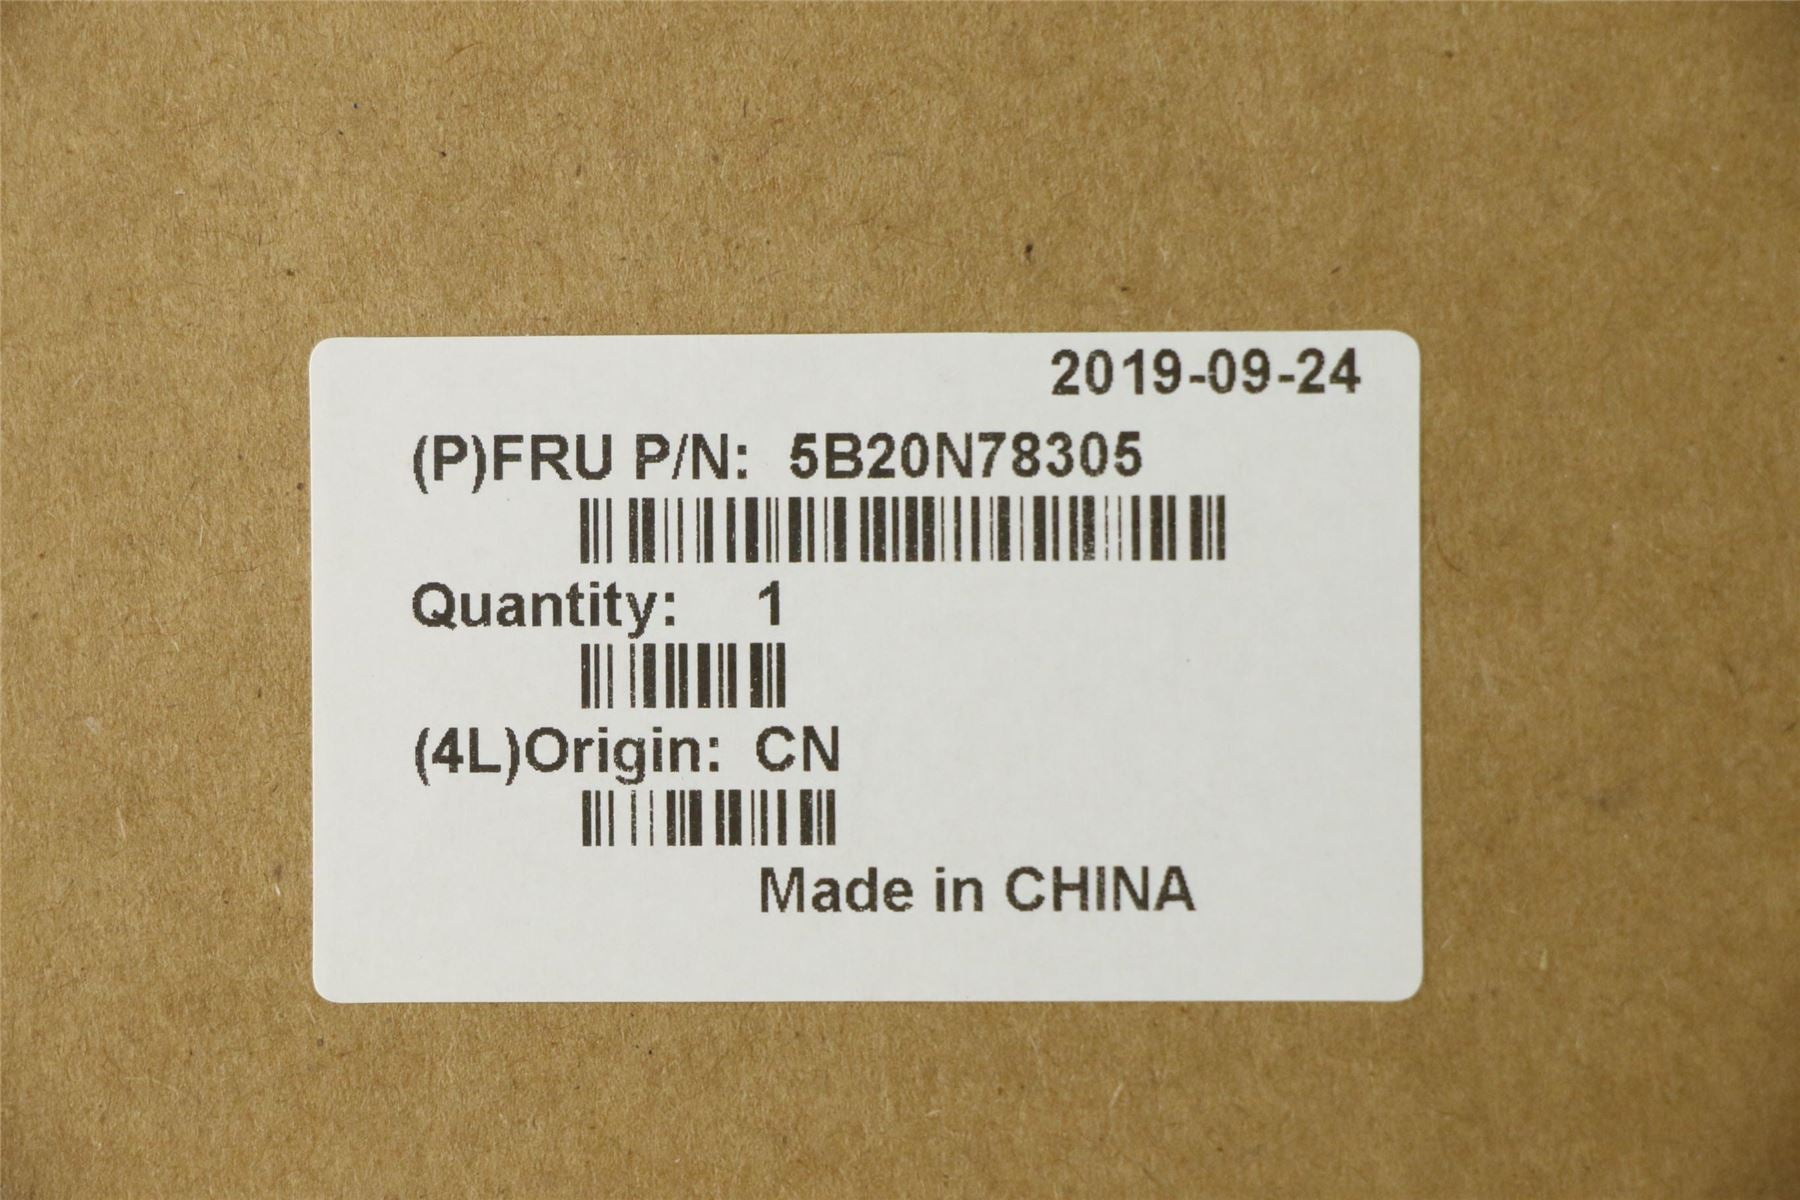 2019-09-24
(P)FRU P/N: 5B20N78305
Quantity: 1
(4L)Origin: CN
Made in CHINA